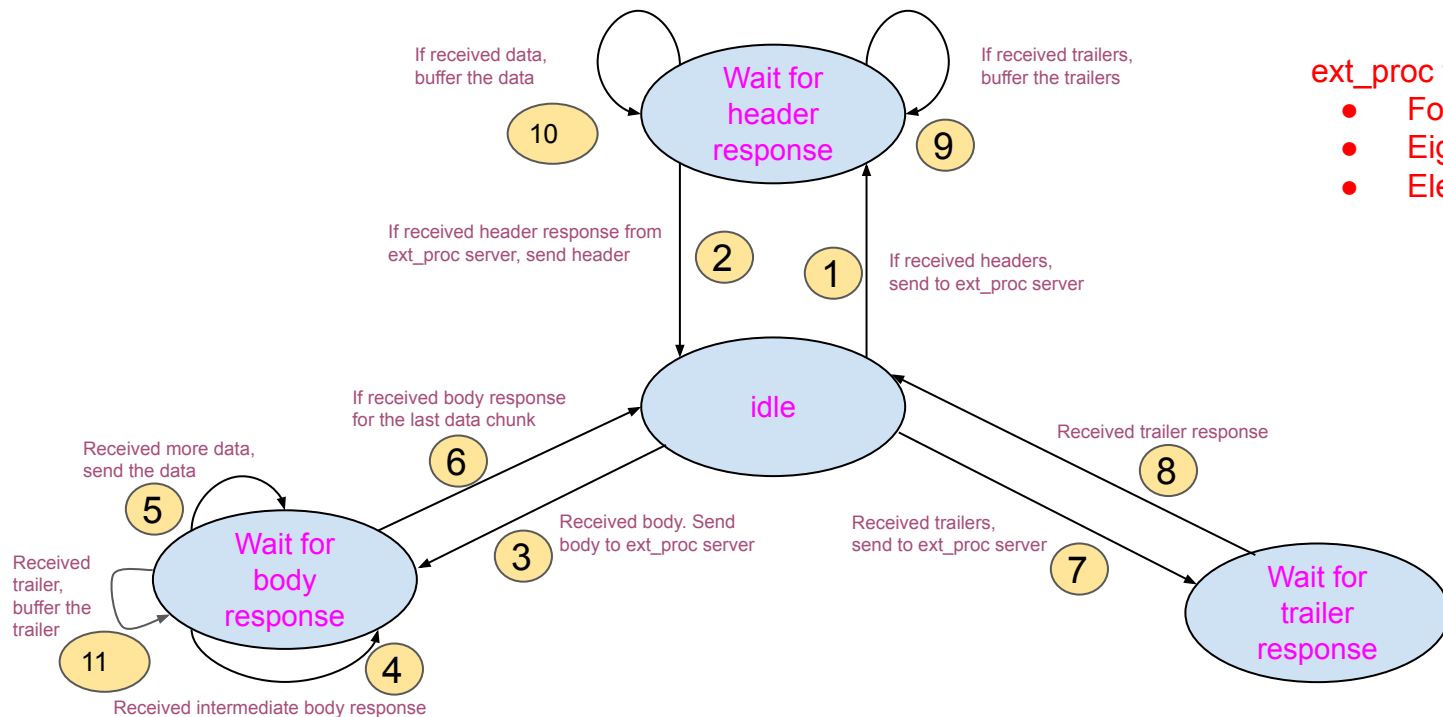 If received data,
buffer the data
10
Wait for
header
response
If received trailers,
buffer the trailers
9
ext_proc
●
●
●
If received header response from
ext_proc server, send header
2
1
If received headers,
send to ext_proc server
If received body response
for the last data chunk
6
idle
Received trailer response
8
Received more data,
send the data
5
Received body. Send
body to ext_proc server
3
Received trailers,
send to ext_proc server
7
Received
trailer,
buffer the
trailer
11
Wait for
body
response
4
Received intermediate body response
Wait for
trailer
response